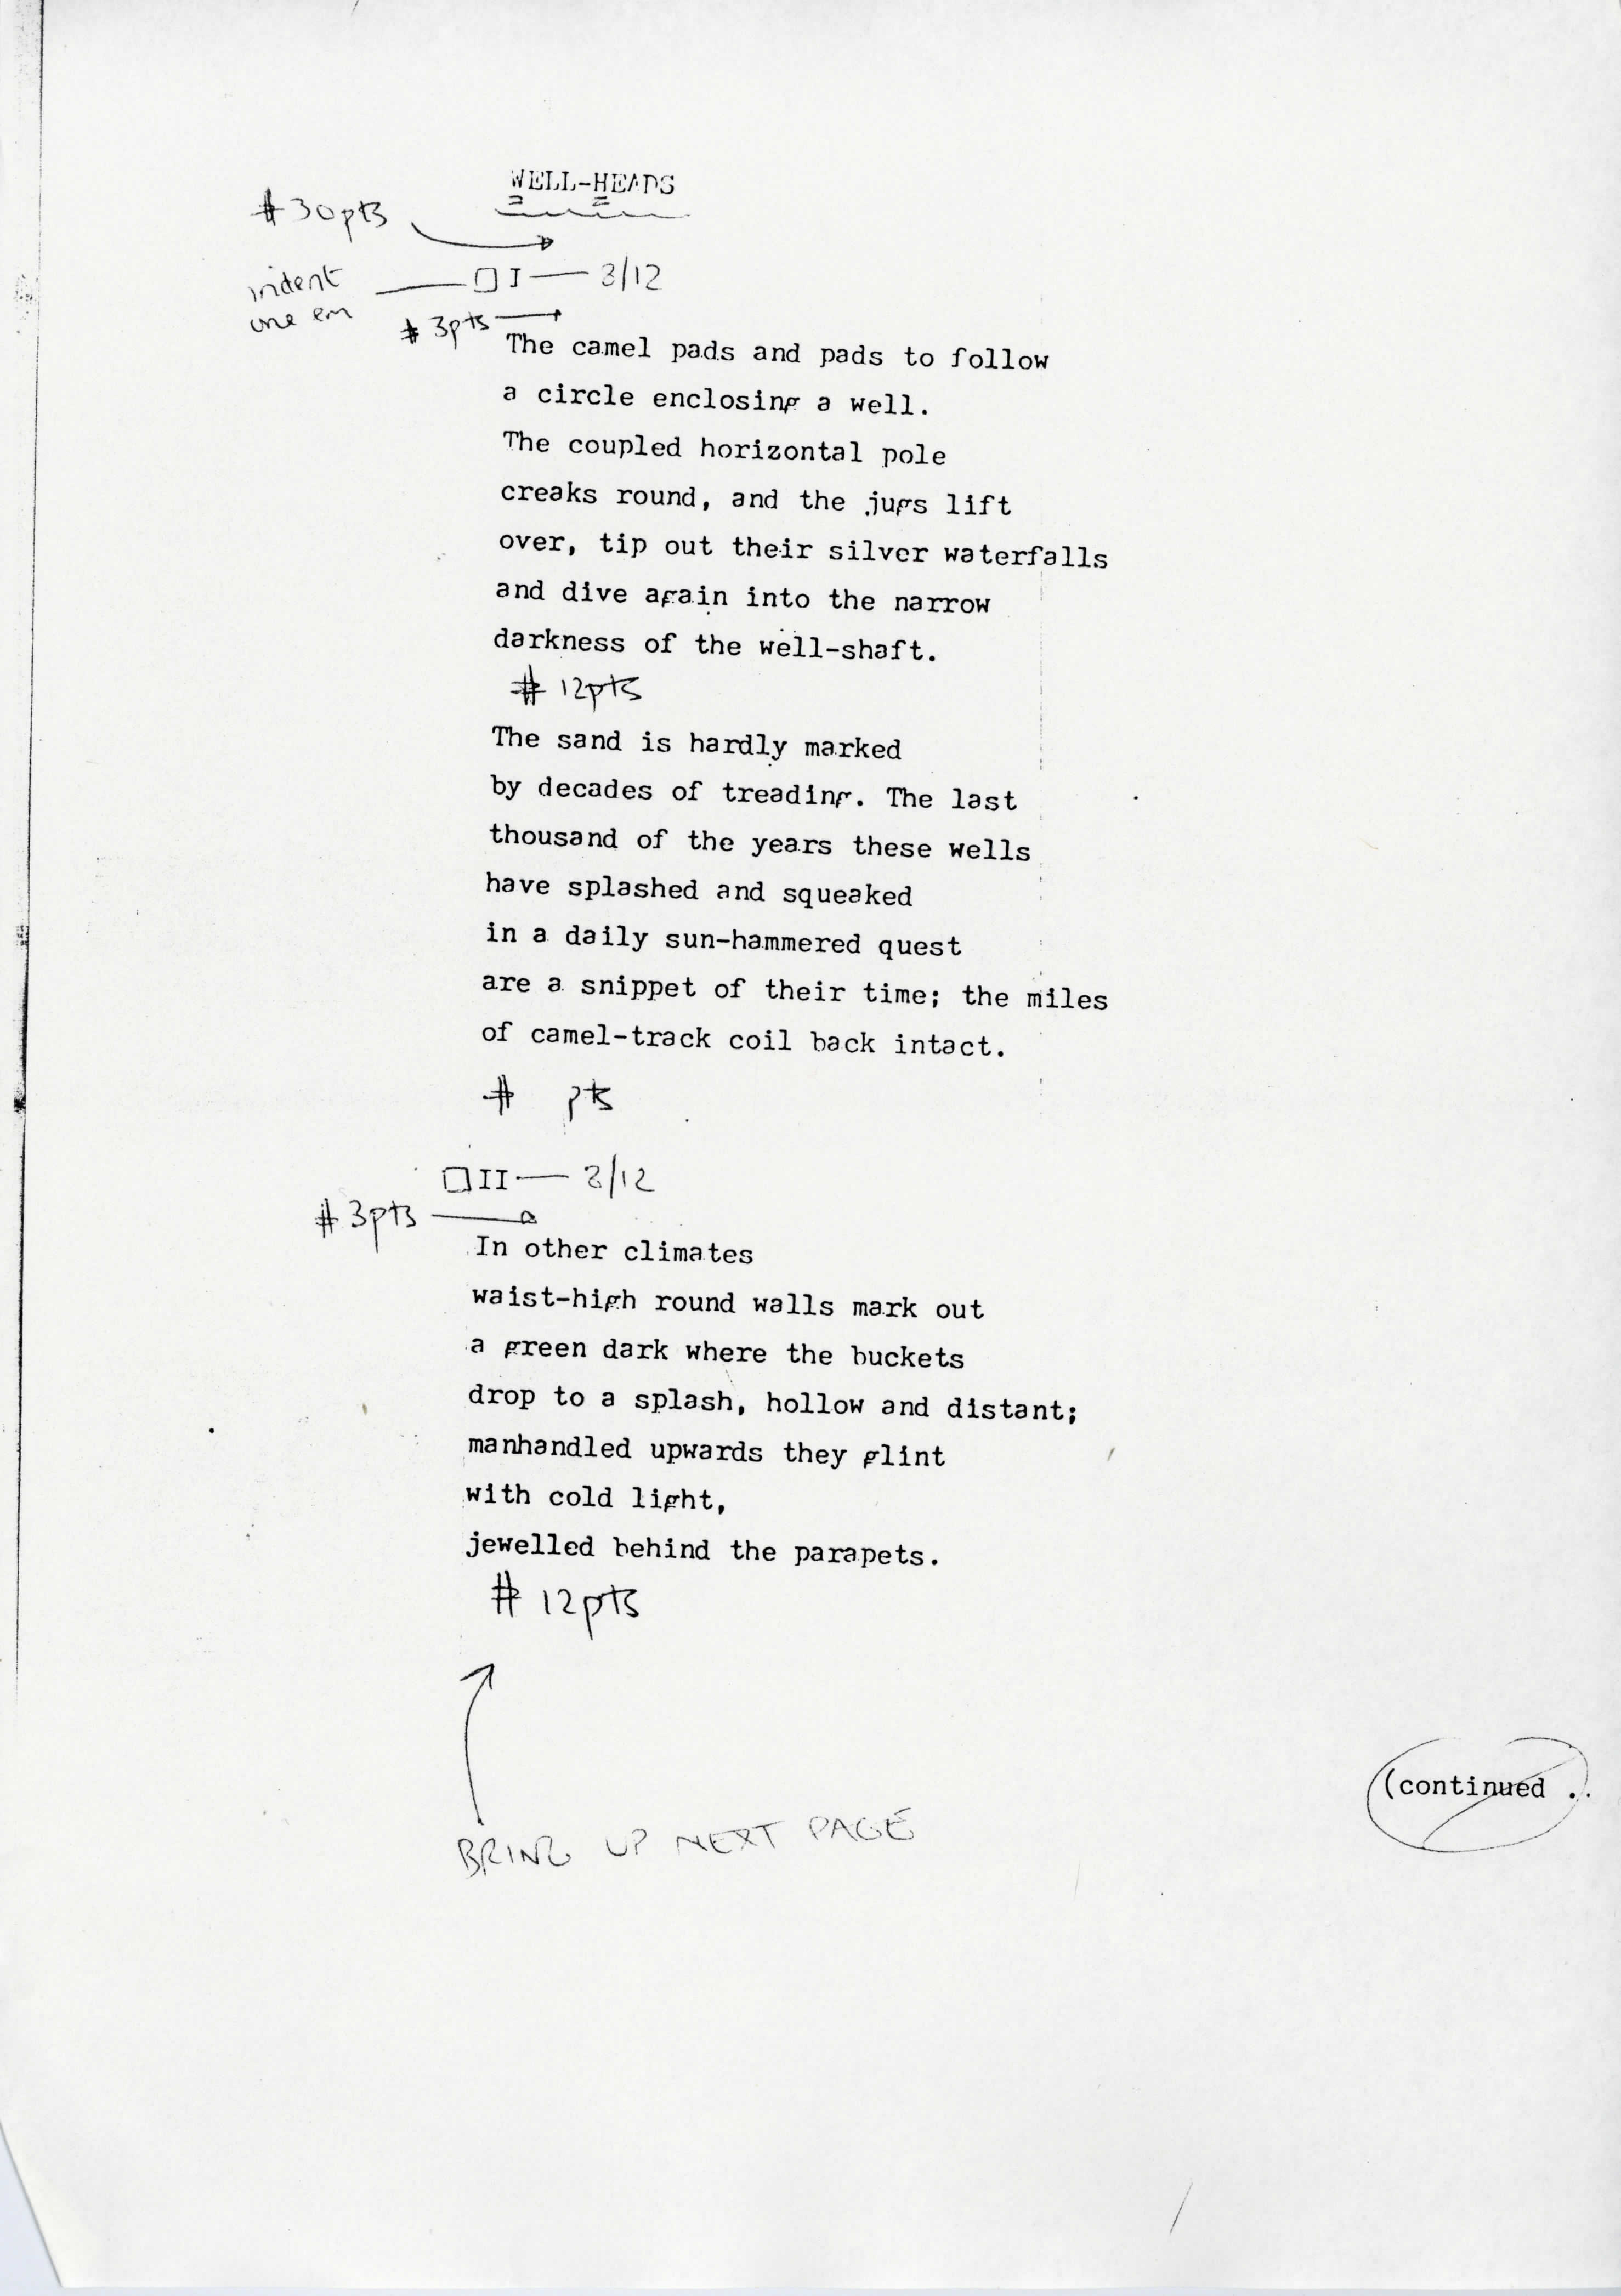 WELL-HEADS
# 30pts
indent
one em
I — 8/12
# 3pts
The camel pads and pads to follow
a circle enclosing a well.
The coupled horizontal pole
creaks round, and the jugs lift
over, tip out their silver waterfalls
and dive again into the narrow
darkness of the well-shaft.
# 12pts
The sand is hardly marked
by decades of treading. The last
thousand of the years these wells
have splashed and squeaked
in a daily sun-hammered quest
are a snippet of their time; the miles
of camel-track coil back intact.
# pts
II — 8/12
# 3pts
In other climates
waist-high round walls mark out
a green dark where the buckets
drop to a splash, hollow and distant;
manhandled upwards they glint
with cold light,
jewelled behind the parapets.
# 12pts
(continued ..
BRING UP NEXT PAGE